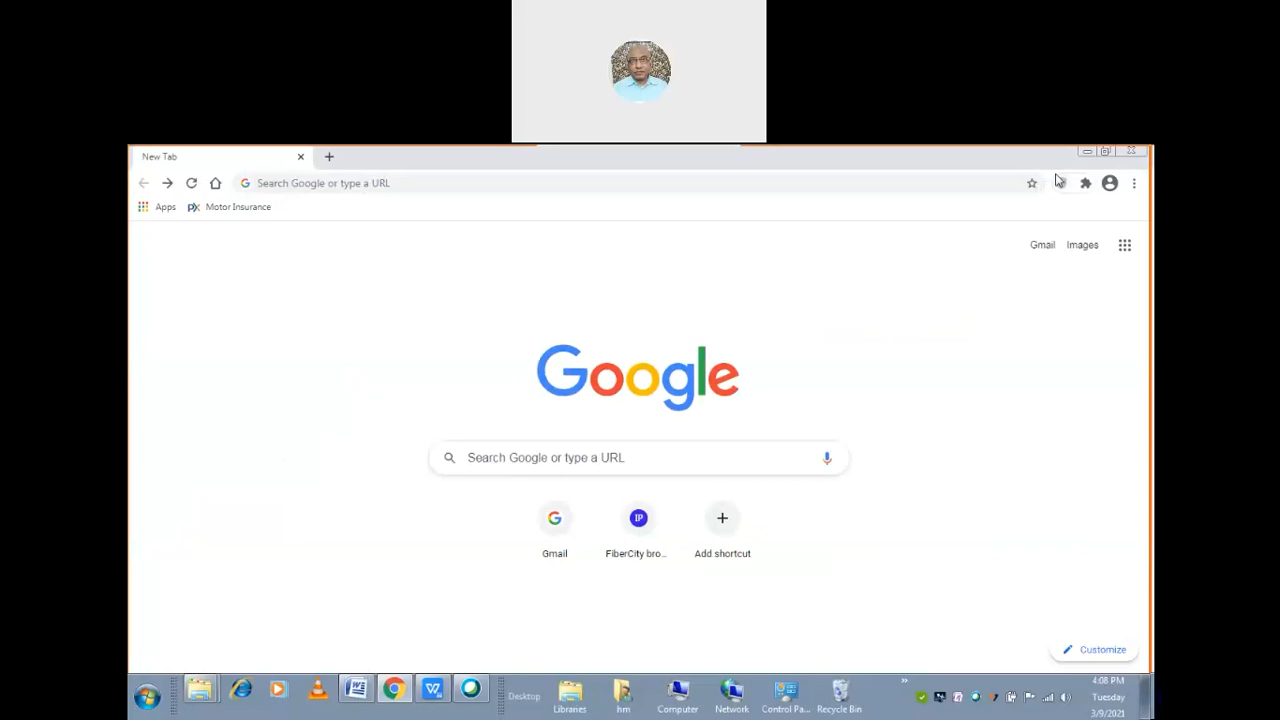 New Tab
Search Google or type a URL
Apps
px Motor Insurance
Gmail Images
Google
Search Google or type a URL
IP
Gmail FiberCity bro... Add shortcut
Customize
Desktop
Libraries hm Computer Network Control Pa... Recycle Bin
4:08 PM
Tuesday
3/9/2021